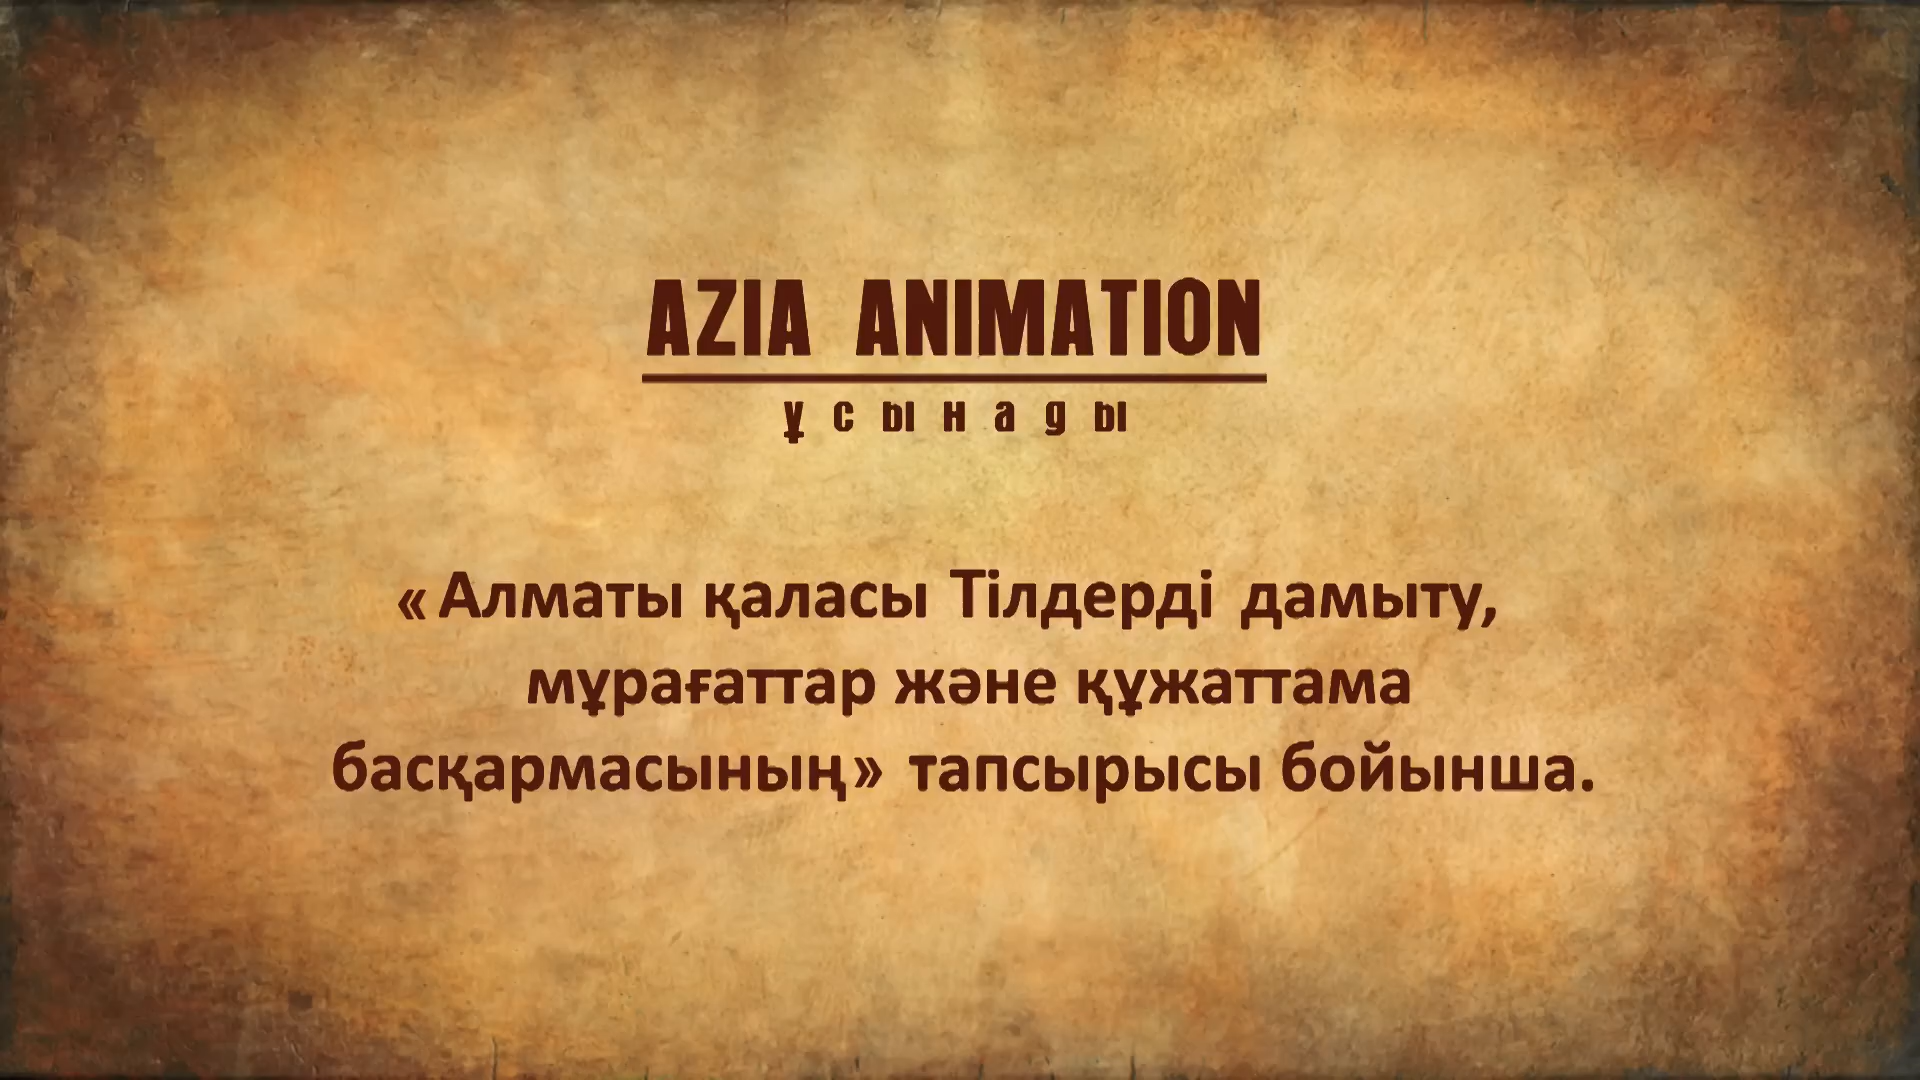 AZIA ANIMATION
ұсынады
«Алматы қаласы Тілдерді дамыту,
мұрағаттар және құжаттама
басқармасының» тапсырысы бойынша.